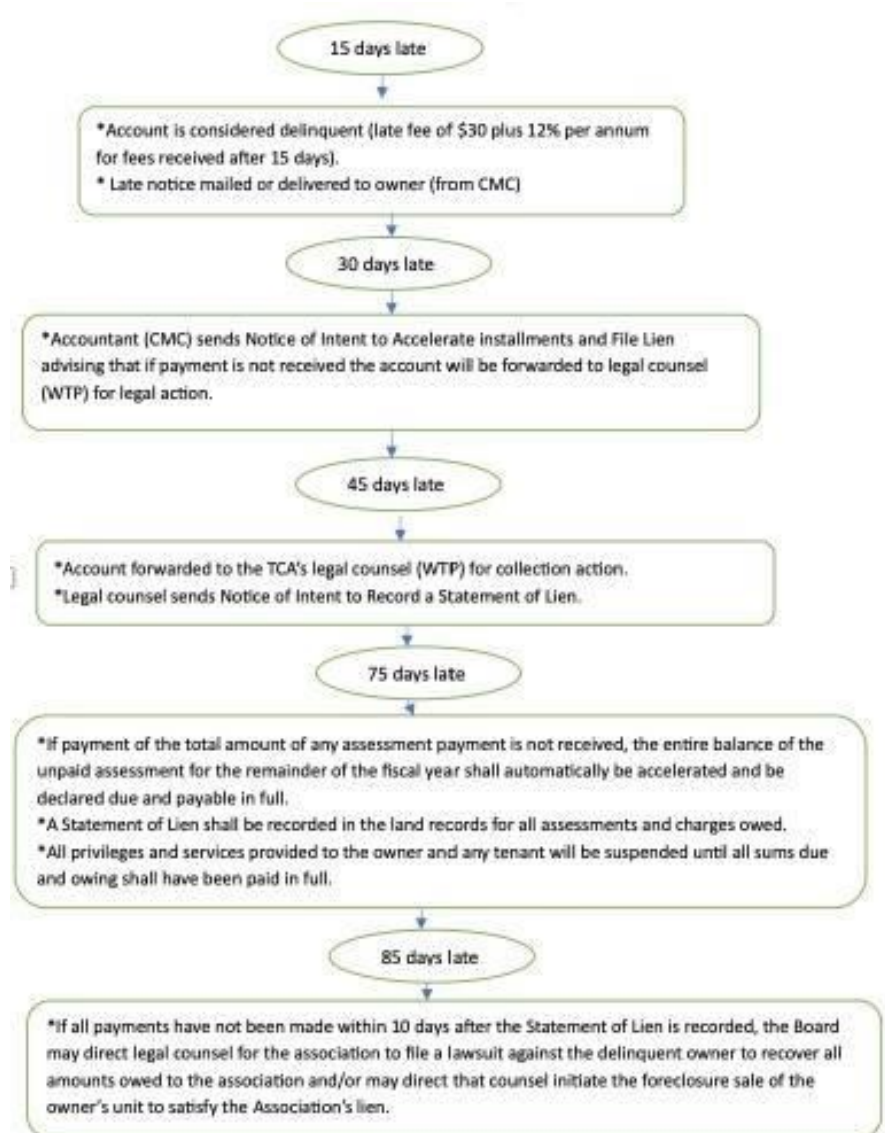 15 days late
*Account is considered delinquent (late fee of $30 plus 12% per annum
for fees received after 15 days).
* Late notice mailed or delivered to owner (from CMC)
30 days late
*Accountant (CMC) sends Notice of Intent to Accelerate installments and File Lien
advising that if payment is not received the account will be forwarded to legal counsel
(WTP) for legal action.
45 days late
*Account forwarded to the TCA's legal counsel (WTP) for collection action.
*Legal counsel sends Notice of Intent to Record a Statement of Lien.
75 days late
*If payment of the total amount of any assessment payment is not received, the entire balance of the
unpaid assessment for the remainder of the fiscal year shall automatically be accelerated and be
declared due and payable in full.
*A Statement of Lien shall be recorded in the land records for all assessments and charges owed.
*All privileges and services provided to the owner and any tenant will be suspended until all sums due
and owing shall have been paid in full.
85 days late
*If all payments have not been made within 10 days after the Statement of Lien is recorded, the Board
may direct legal counsel for the association to file a lawsuit against the delinquent owner to recover all
amounts owed to the association and/or may direct that counsel initiate the foreclosure sale of the
owner's unit to satisfy the Association's lien.